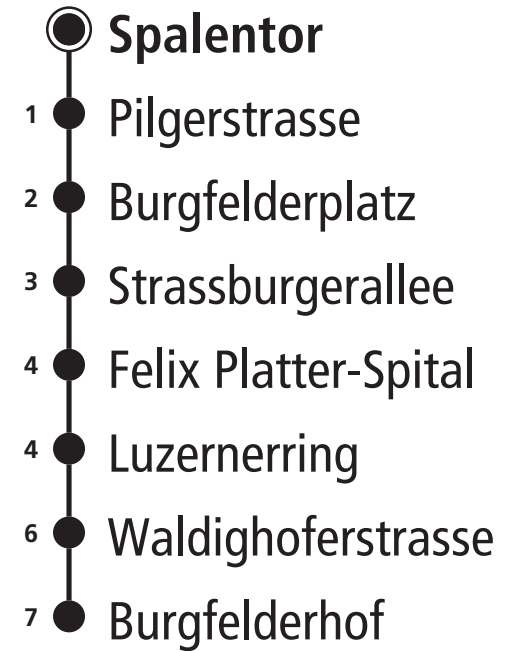 Spalentor
1 Pilgerstrasse
2 Burgfelderplatz
3 Strassburgerallee
4 Felix Platter-Spital
4 Luzernerring
6 Waldighoferstrasse
7 Burgfelderhof